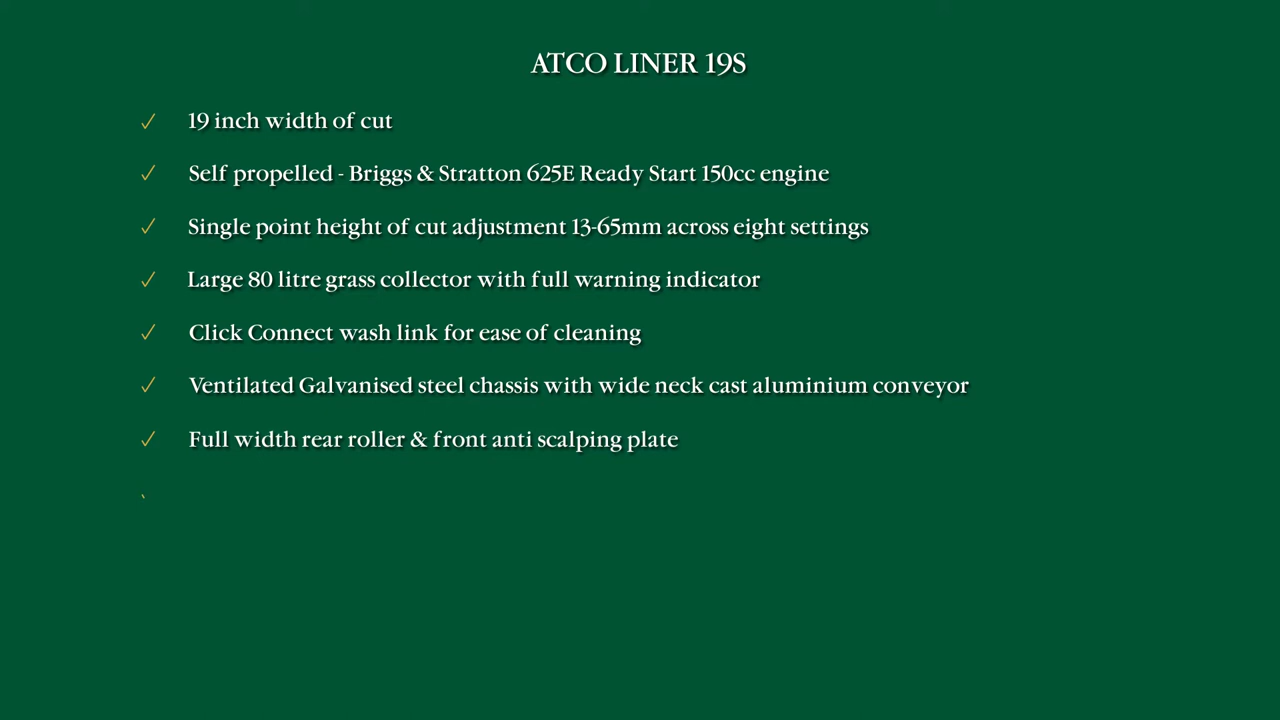 ATCO LINER 19S
✓ 19 inch width of cut
✓ Self propelled - Briggs & Stratton 625E Ready Start 150cc engine
✓ Single point height of cut adjustment 13-65mm across eight settings
✓ Large 80 litre grass collector with full warning indicator
✓ Click Connect wash link for ease of cleaning
✓ Ventilated Galvanised steel chassis with wide neck cast aluminium conveyor
✓ Full width rear roller & front anti scalping plate